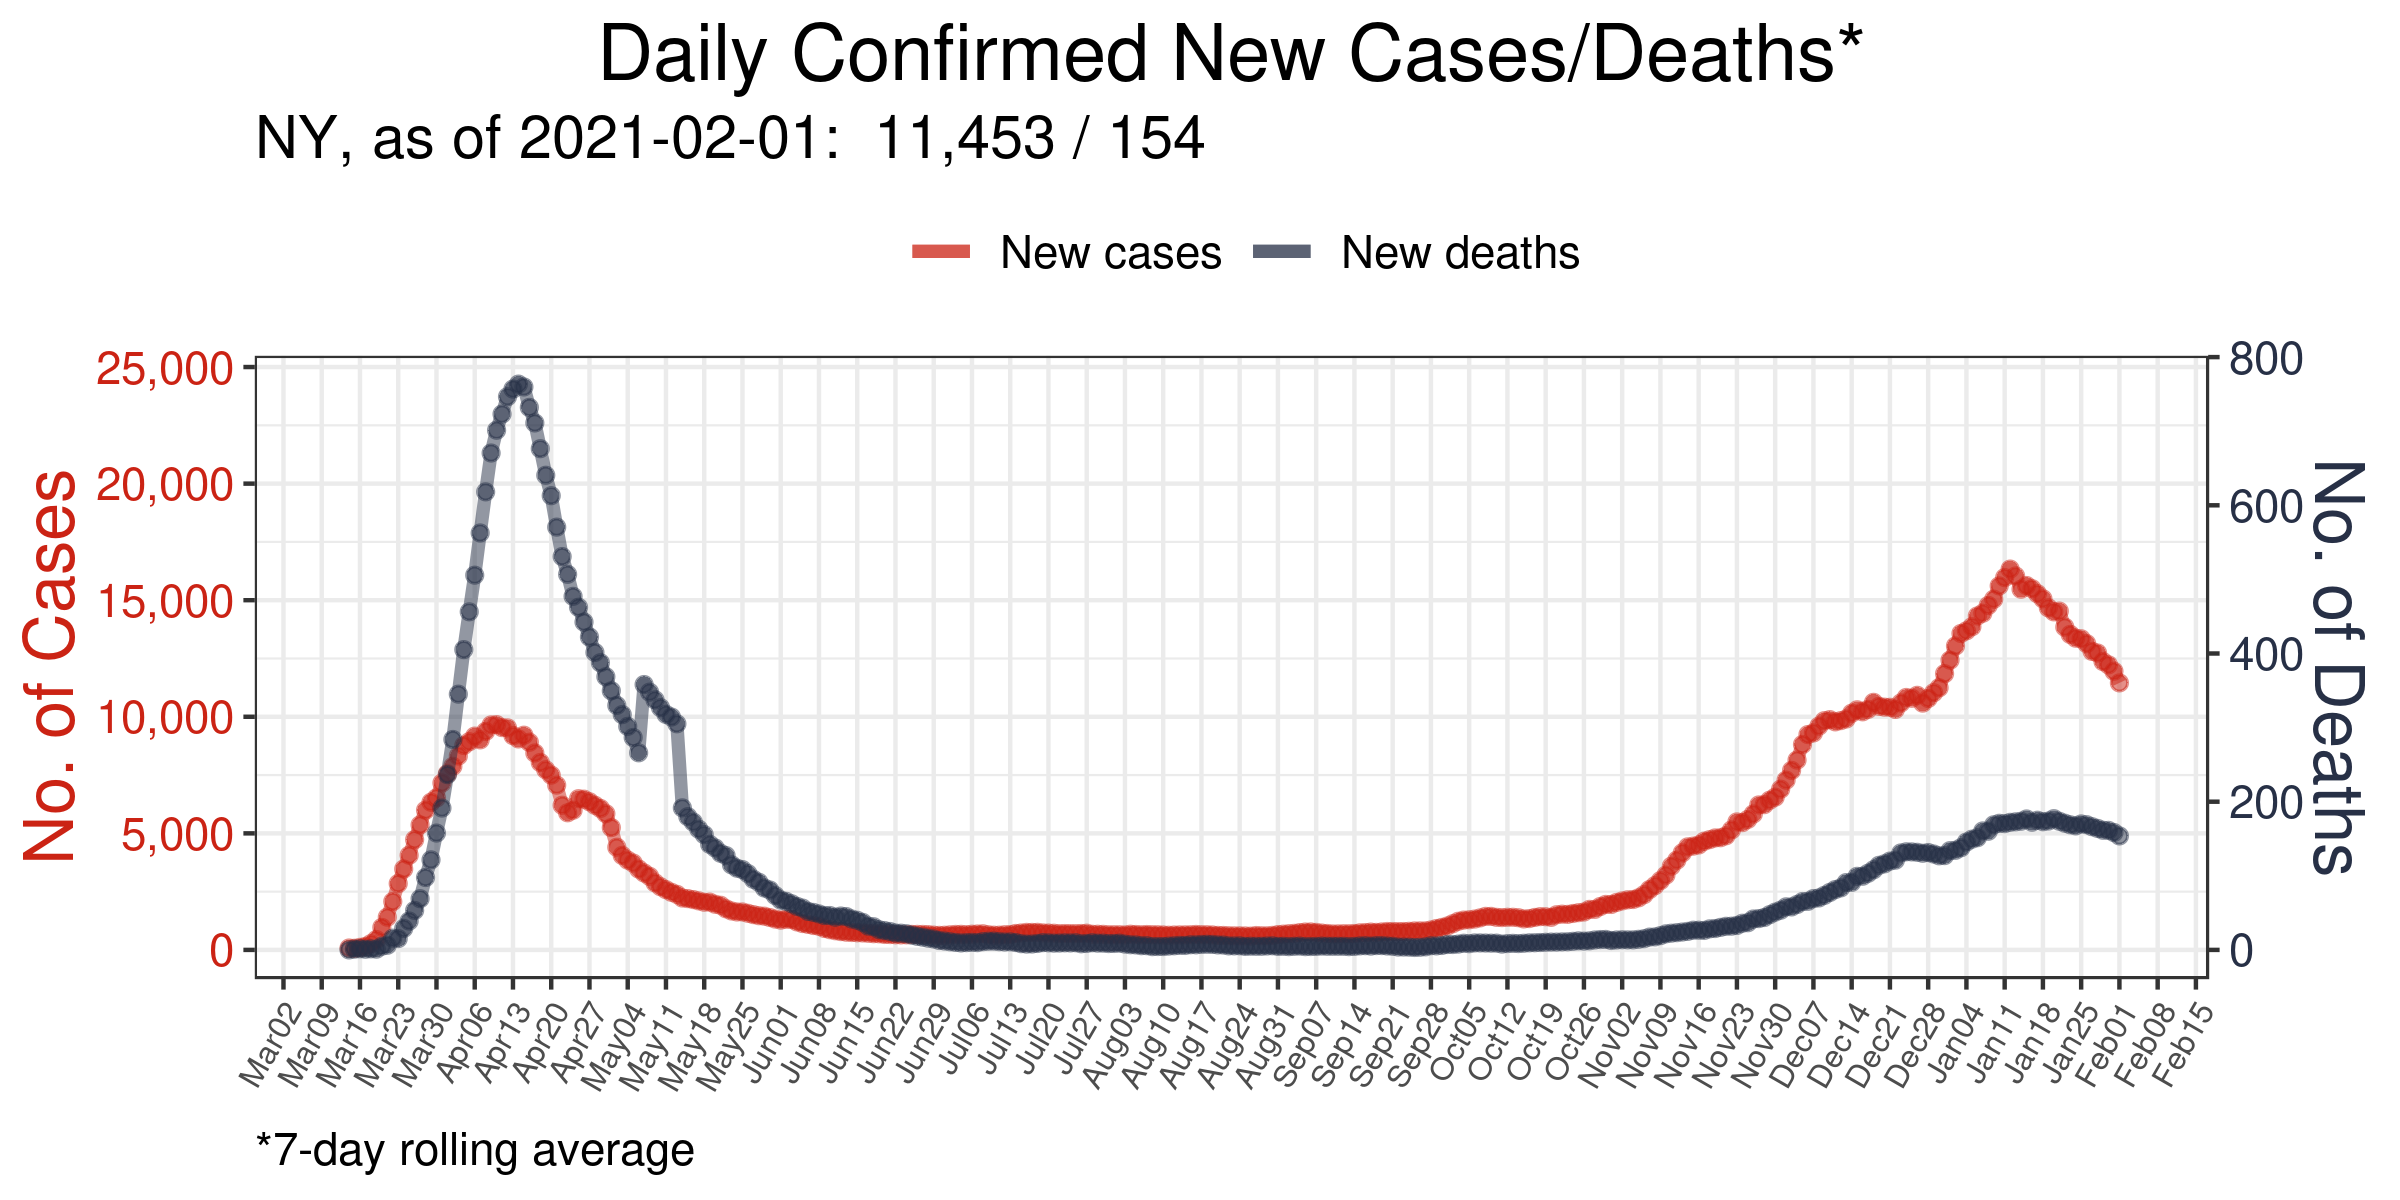 Daily Confirmed New Cases/Deaths*
NY, as of 2021-02-01:  11,453 / 154
New cases
New deaths
No. of Cases
25,000
20,000
15,000
10,000
5,000
0
800
600
400
200
0
No. of Deaths
Mar02
Mar09
Mar16
Mar23
Mar30
Apr06
Apr13
Apr20
Apr27
May04
May11
May18
May25
Jun01
Jun08
Jun15
Jun22
Jun29
Jul06
Jul13
Jul20
Jul27
Aug03
Aug10
Aug17
Aug24
Aug31
Sep07
Sep14
Sep21
Sep28
Oct05
Oct12
Oct19
Oct26
Nov02
Nov09
Nov16
Nov23
Nov30
Dec07
Dec14
Dec21
Dec28
Jan04
Jan11
Jan18
Jan25
Feb01
Feb08
Feb15
*7-day rolling average